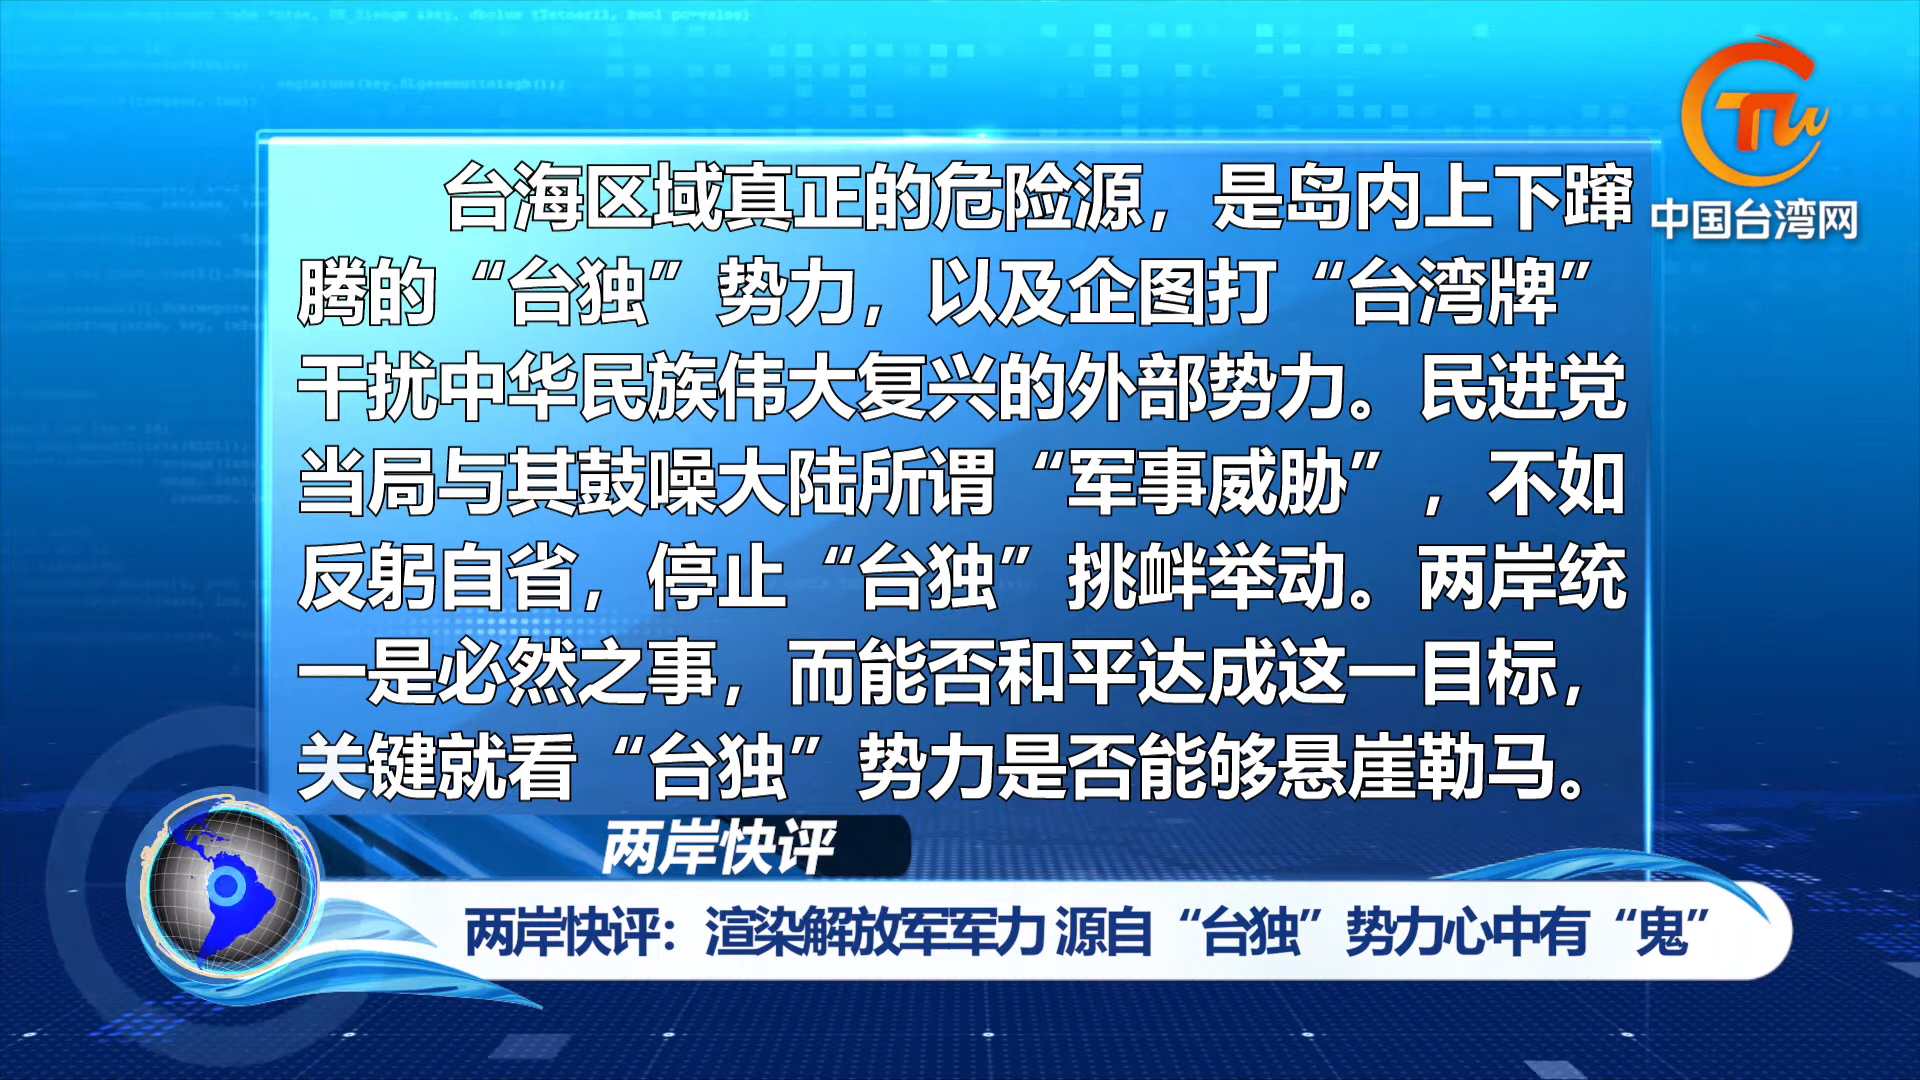 台海区域真正的危险源，是岛内上下蹿
腾的“台独”势力，以及企图打“台湾牌”
干扰中华民族伟大复兴的外部势力。民进党
当局与其鼓噪大陆所谓“军事威胁”，不如
反躬自省，停止“台独”挑衅举动。两岸统
一是必然之事，而能否和平达成这一目标，
关键就看“台独”势力是否能够悬崖勒马。
中国台湾网
两岸快评
两岸快评：渲染解放军军力 源自“台独”势力心中有“鬼”